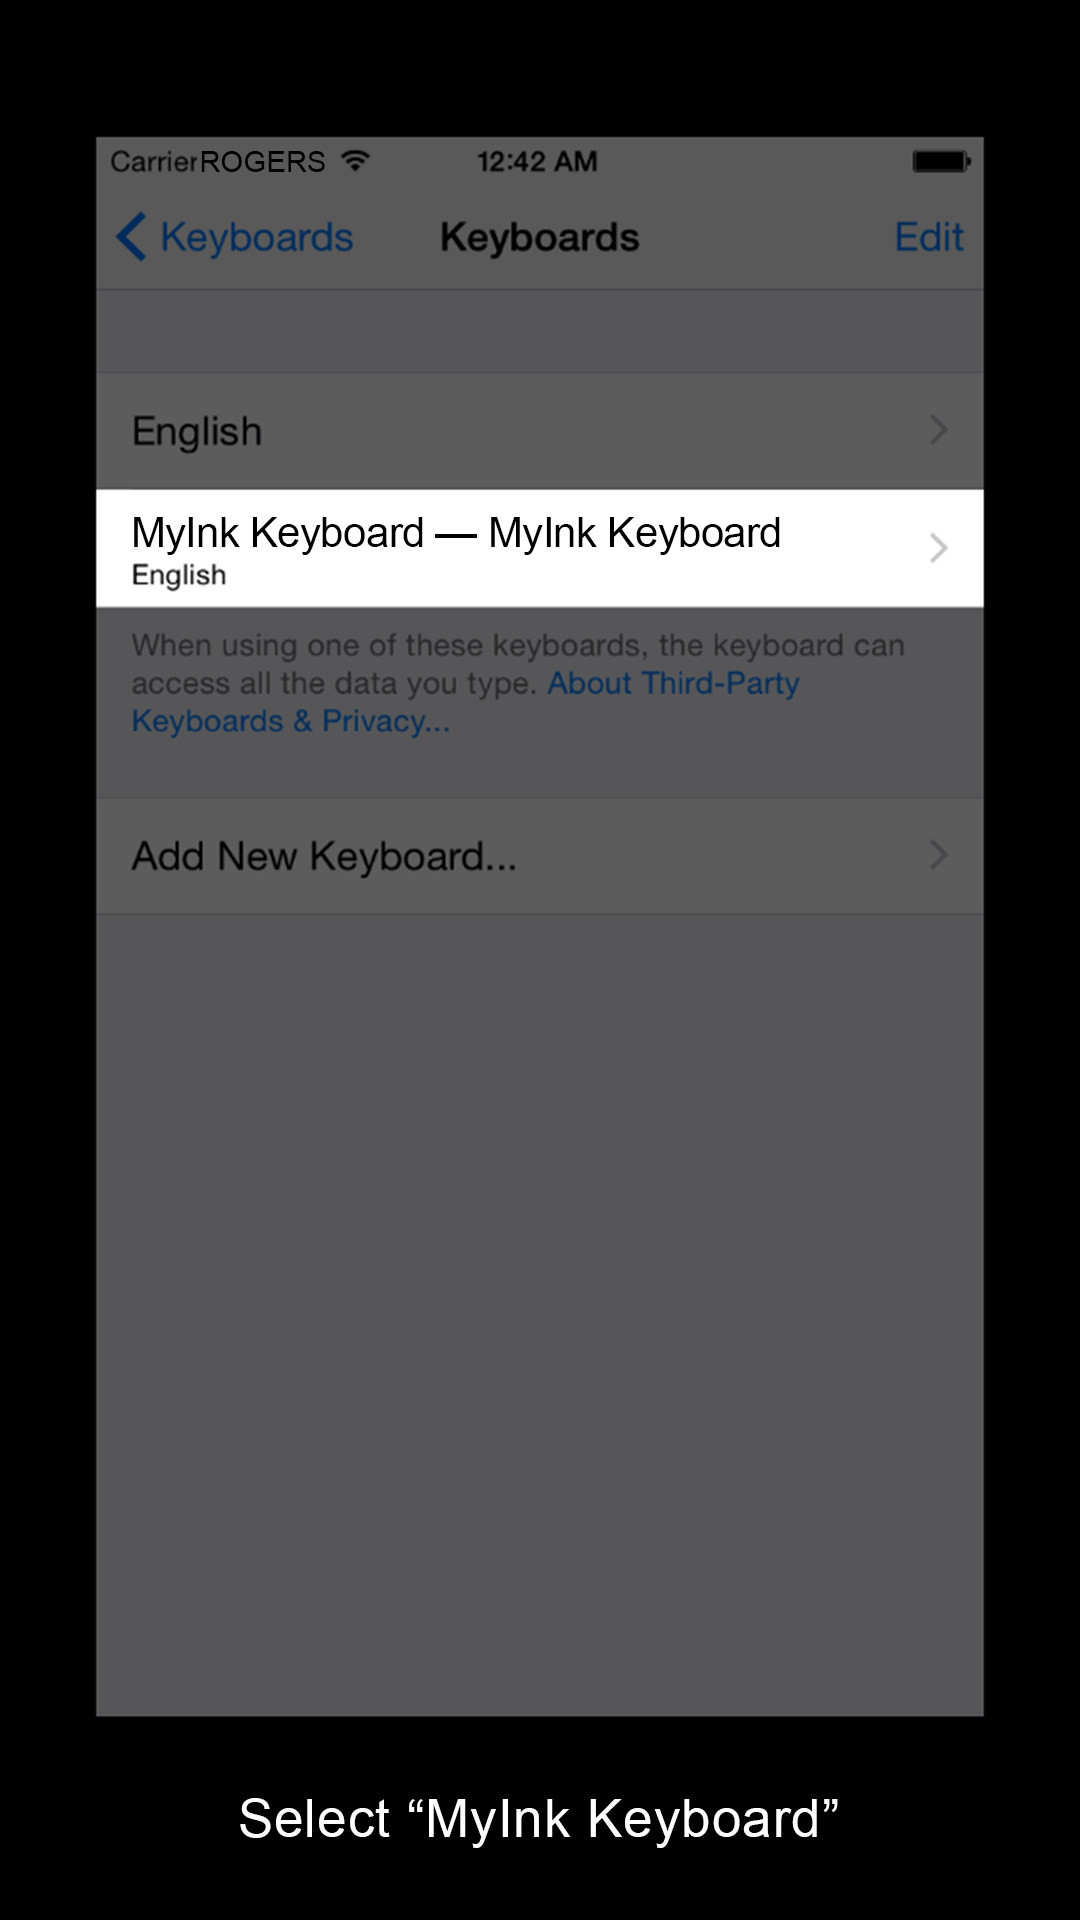 CarrierROGERS 12:42 AM
Keyboards Keyboards Edit
English
MyInk Keyboard — MyInk Keyboard
English
When using one of these keyboards, the keyboard can
access all the data you type. About Third-Party
Keyboards & Privacy...
Add New Keyboard...
Select “MyInk Keyboard”